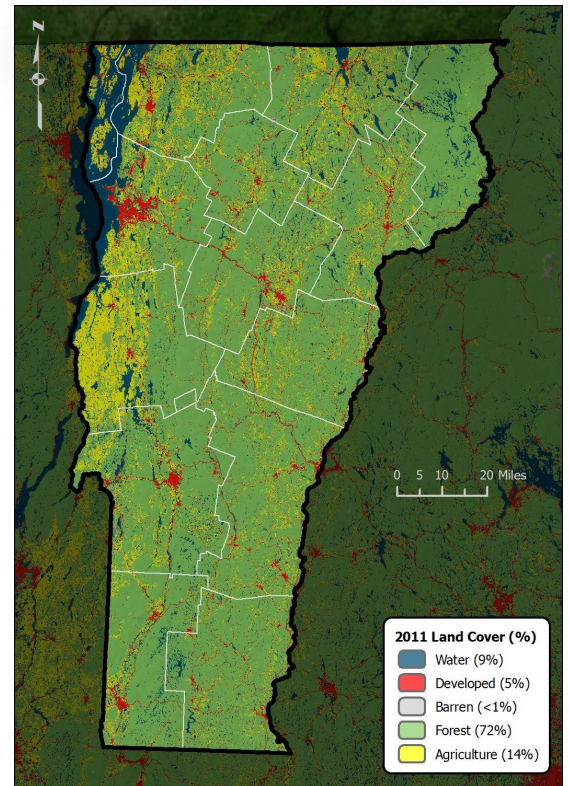 N
0 5 10 20 Miles
2011 Land Cover (%)
Water (9%)
Developed (5%)
Barren (<1%)
Forest (72%)
Agriculture (14%)